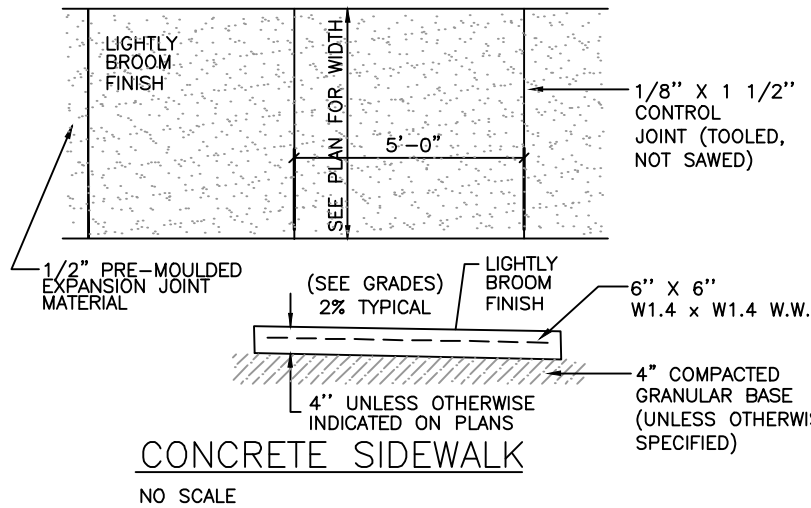 LIGHTLY
BROOM
FINISH
SEE PLAN FOR WIDTH
5'-0"
1/8" X 1 1/2"
CONTROL
JOINT (TOOLED,
NOT SAWED)
1/2" PRE-MOULDED
EXPANSION JOINT
MATERIAL
(SEE GRADES)
2% TYPICAL
LIGHTLY
BROOM
FINISH
6" X 6"
W1.4 x W1.4 W.W.
4" COMPACTED
GRANULAR BASE
(UNLESS
SPECIFIED)
4'' UNLESS OTHERWISE
INDICATED ON PLANS
CONCRETE SIDEWALK
NO SCALE